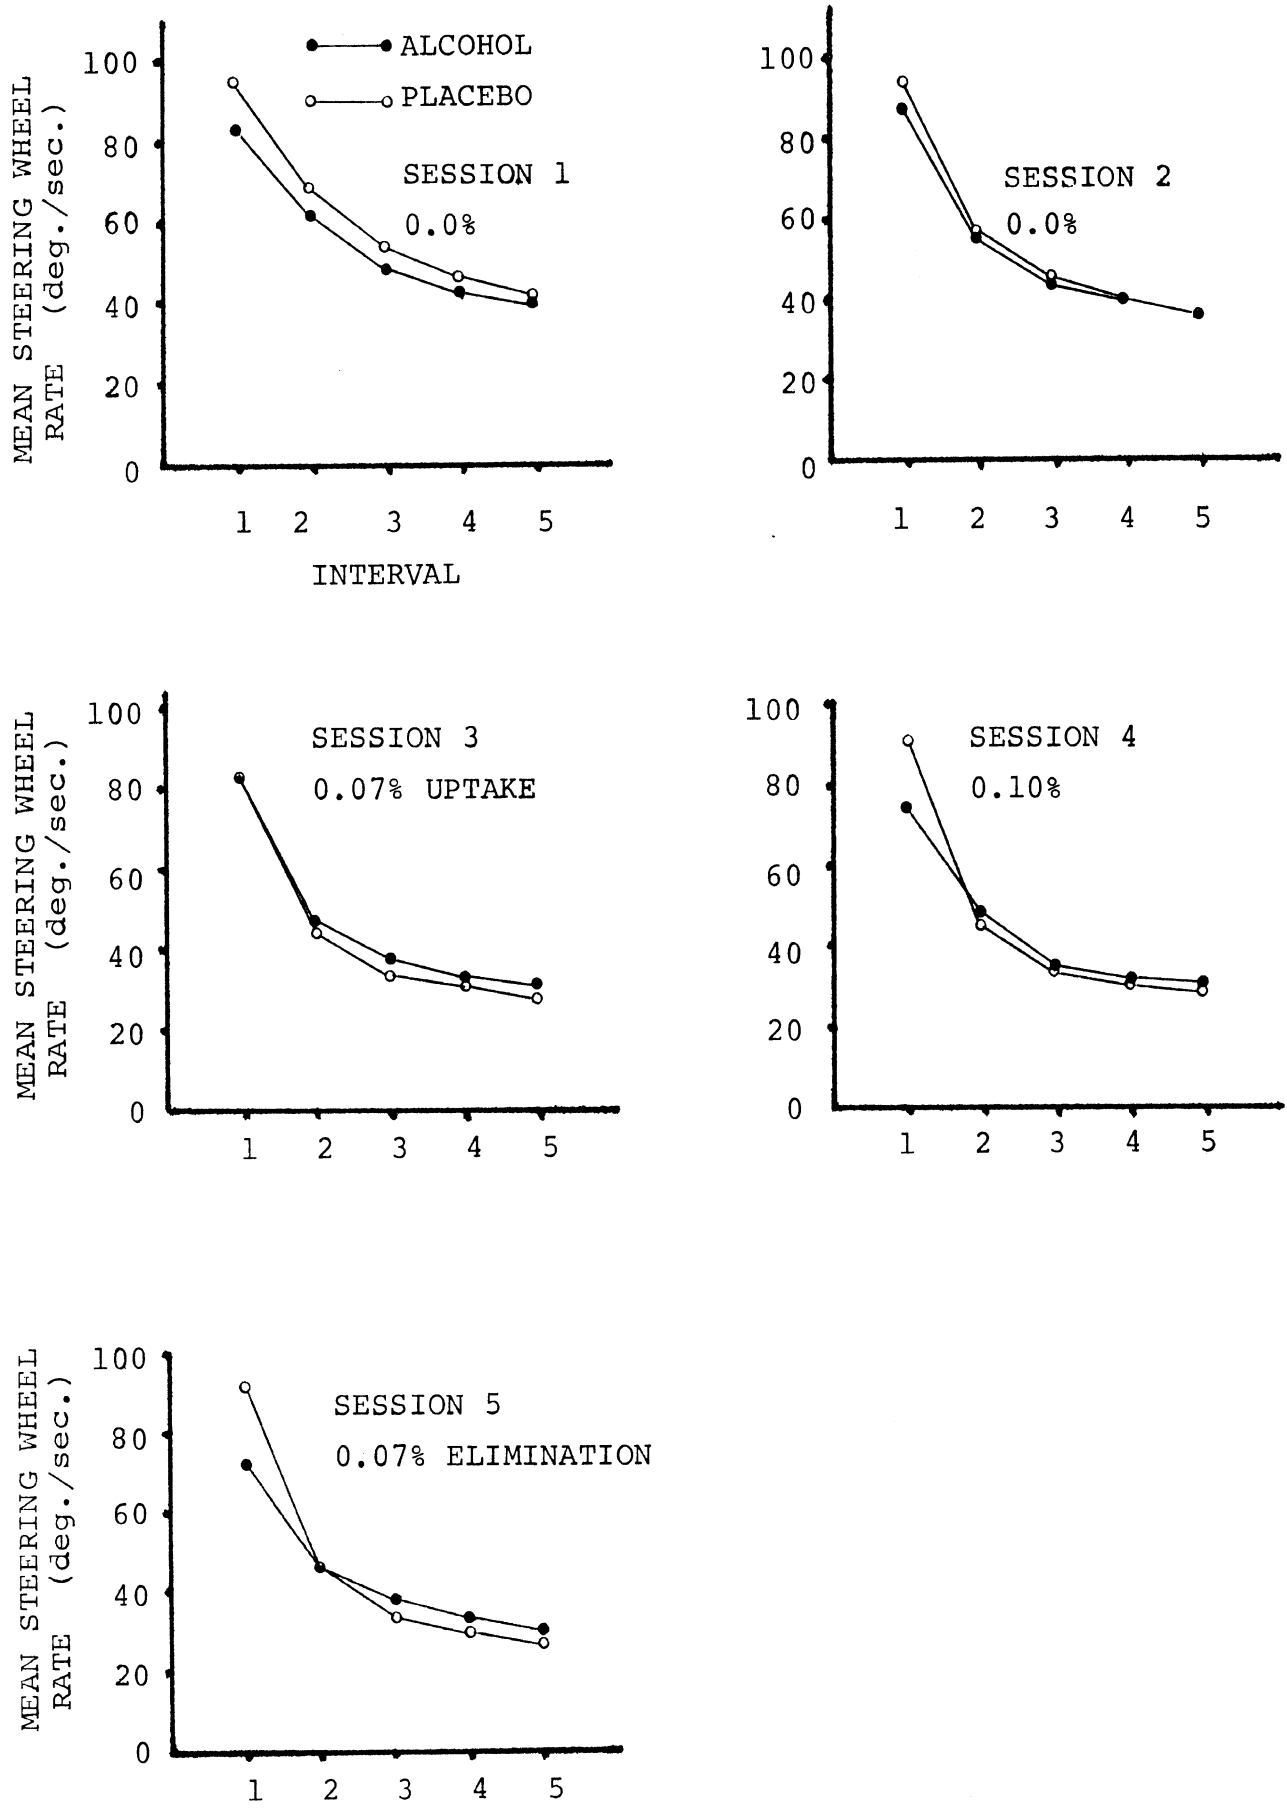 MEAN STEERING WHEEL
RATE (deg./sec.)
100
80
60
40
20
0
ALCOHOL
PLACEBO
SESSION 1
0.0%
1 2 3 4 5
INTERVAL
100
80
60
40
20
0
SESSION 2
0.0%
1 2 3 4 5
MEAN STEERING WHEEL
RATE (deg./sec.)
100
80
60
40
20
0
SESSION 3
0.07% UPTAKE
1 2 3 4 5
100
80
60
40
20
0
SESSION 4
0.10%
1 2 3 4 5
MEAN STEERING WHEEL
RATE (deg./sec.)
100
80
60
40
20
0
SESSION 5
0.07% ELIMINATION
1 2 3 4 5